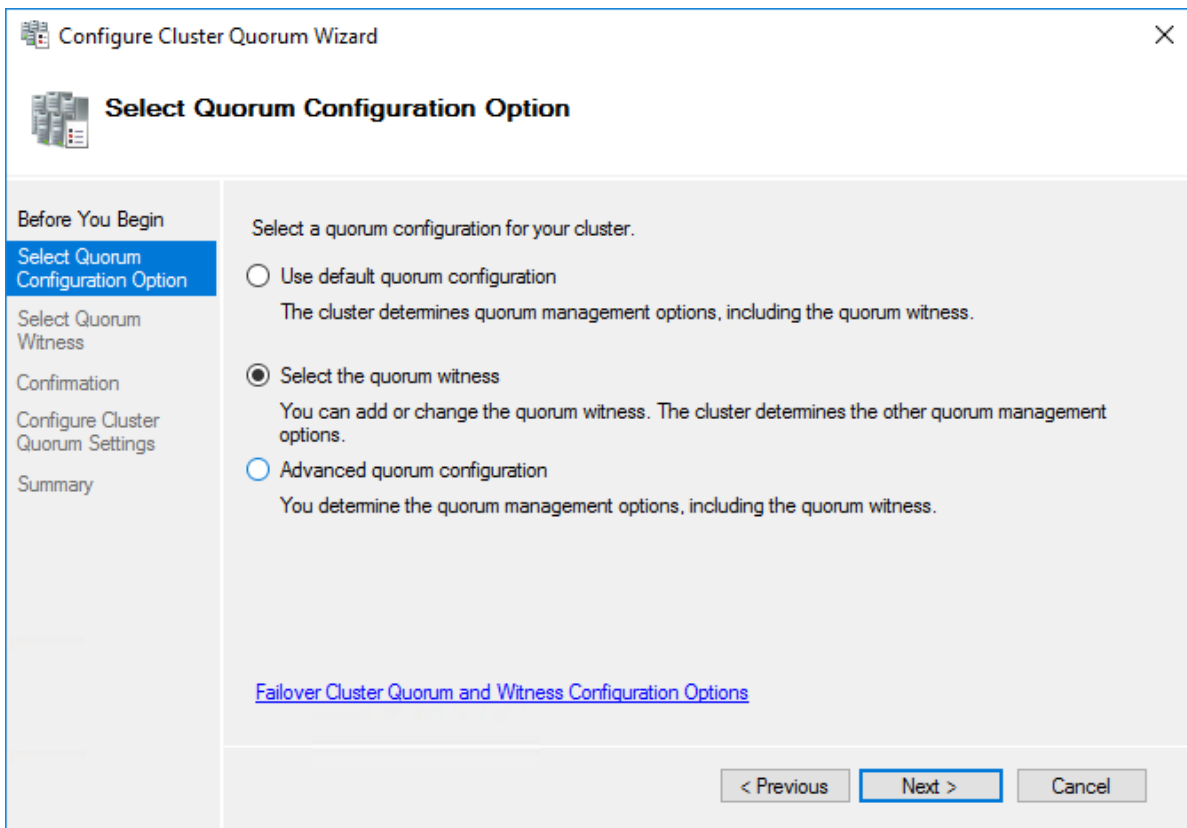 Configure Cluster Quorum Wizard
Select Quorum Configuration Option
Before You Begin
Select Quorum
Configuration Option
Select Quorum
Witness
Confirmation
Configure Cluster
Quorum Settings
Summary
Select a quorum configuration for your cluster.
Use default quorum configuration
The cluster determines quorum management options, including the quorum witness.
Select the quorum witness
You can add or change the quorum witness. The cluster determines the other quorum management
options.
Advanced quorum configuration
You determine the quorum management options, including the quorum witness.
Failover Cluster Quorum and Witness Configuration Options
< Previous
Next >
Cancel